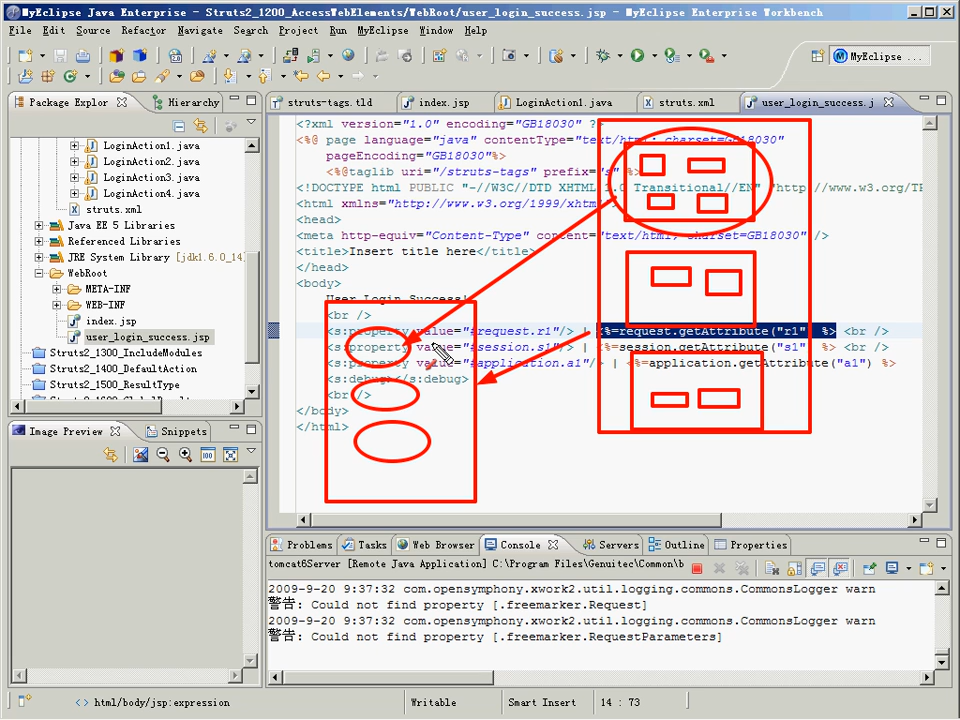 MyEclipse Java Enterprise - Struts2_1200_AccessWebElements/WebRoot/user_login_success.jsp - MyEclipse Enterprise Workbench
File Edit Source Refactor Navigate Search Project Run MyEclipse Window Help
MyEclipse ...
Package Explor Hierarchy
struts-tags.tld index.jsp LoginAction1.java struts.xml user_login_success.j
LoginAction1.java
LoginAction2.java
LoginAction3.java
LoginAction4.java
struts.xml
Java EE 5 Libraries
Referenced Libraries
JRE System Library [jdk1.6.0_14]
WebRoot
META-INF
WEB-INF
index.jsp
user_login_success.jsp
Struts2_1300_IncludeModules
Struts2_1400_DefaultAction
Struts2_1500_ResultType
<?xml version="1.0" encoding="GB18030" ?>
<%@ page language="java" contentType="text/html; charset=GB18030"
pageEncoding="GB18030"%>
<%@taglib uri="/struts-tags" prefix="s" %>
<!DOCTYPE html PUBLIC "-//W3C//DTD XHTML 1.0 Transitional//EN" "http://www.w3.org/TR
<html xmlns="http://www.w3.org/1999/xhtml
<head>
<meta http-equiv="Content-Type" content="text/html; charset=GB18030" />
<title>Insert title here</title>
</head>
<body>
User Login Success!
<br />
<s:property value="#request.r1"/> | <%=request.getAttribute("r1") %> <br />
<s:property value="#session.s1"/> | <%=session.getAttribute("s1") %> <br />
<s:property value="#application.a1"/> | <%=application.getAttribute("a1") %>
<s:debug></s:debug>
<br />
</body>
</html>
Image Preview Snippets
Problems Tasks Web Browser Console Servers Outline Properties
tomcat6Server [Remote Java Application] C:\Program Files\Genuitec\Common\b
2009-9-20 9:37:32 com.opensymphony.xwork2.util.logging.commons.CommonsLogger warn
警告: Could not find property [.freemarker.Request]
2009-9-20 9:37:32 com.opensymphony.xwork2.util.logging.commons.CommonsLogger warn
警告: Could not find property [.freemarker.RequestParameters]
html/body/jsp:expression Writable Smart Insert 14 : 73